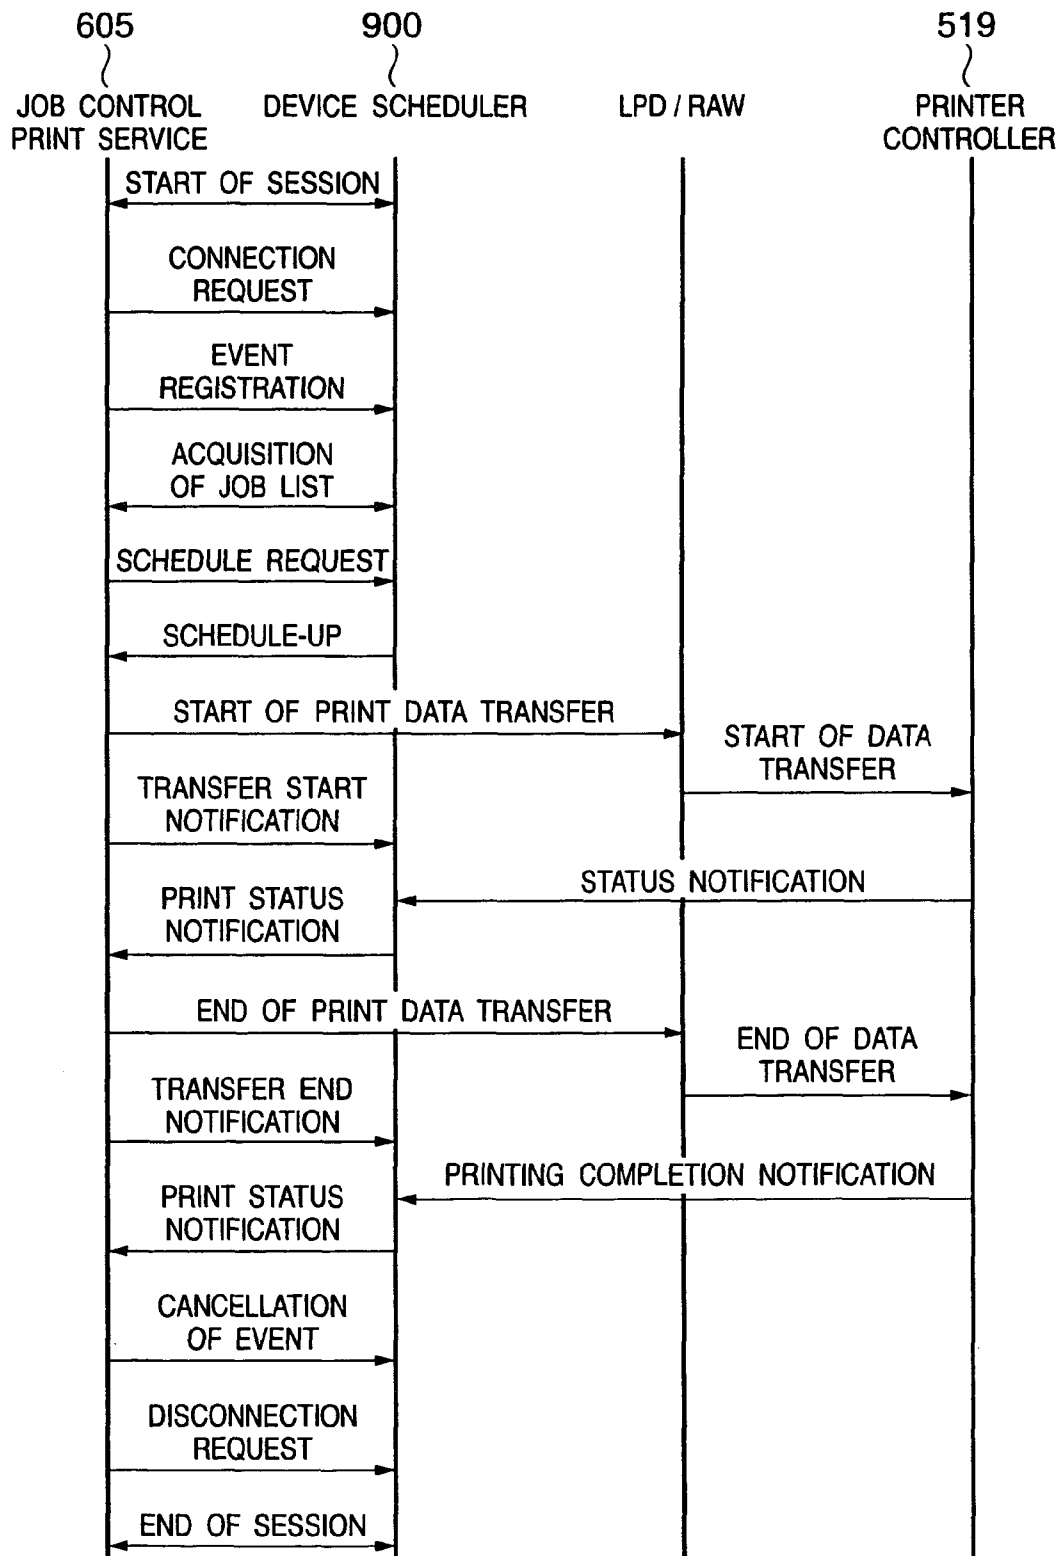 605
900
519
JOB CONTROL
PRINT SERVICE
DEVICE SCHEDULER
LPD / RAW
PRINTER
CONTROLLER
START OF SESSION
CONNECTION
REQUEST
EVENT
REGISTRATION
ACQUISITION
OF JOB LIST
SCHEDULE REQUEST
SCHEDULE-UP
START OF PRINT DATA TRANSFER
START OF DATA
TRANSFER
TRANSFER START
NOTIFICATION
STATUS NOTIFICATION
PRINT STATUS
NOTIFICATION
END OF PRINT DATA TRANSFER
END OF DATA
TRANSFER
TRANSFER END
NOTIFICATION
PRINTING COMPLETION NOTIFICATION
PRINT STATUS
NOTIFICATION
CANCELLATION
OF EVENT
DISCONNECTION
REQUEST
END OF SESSION